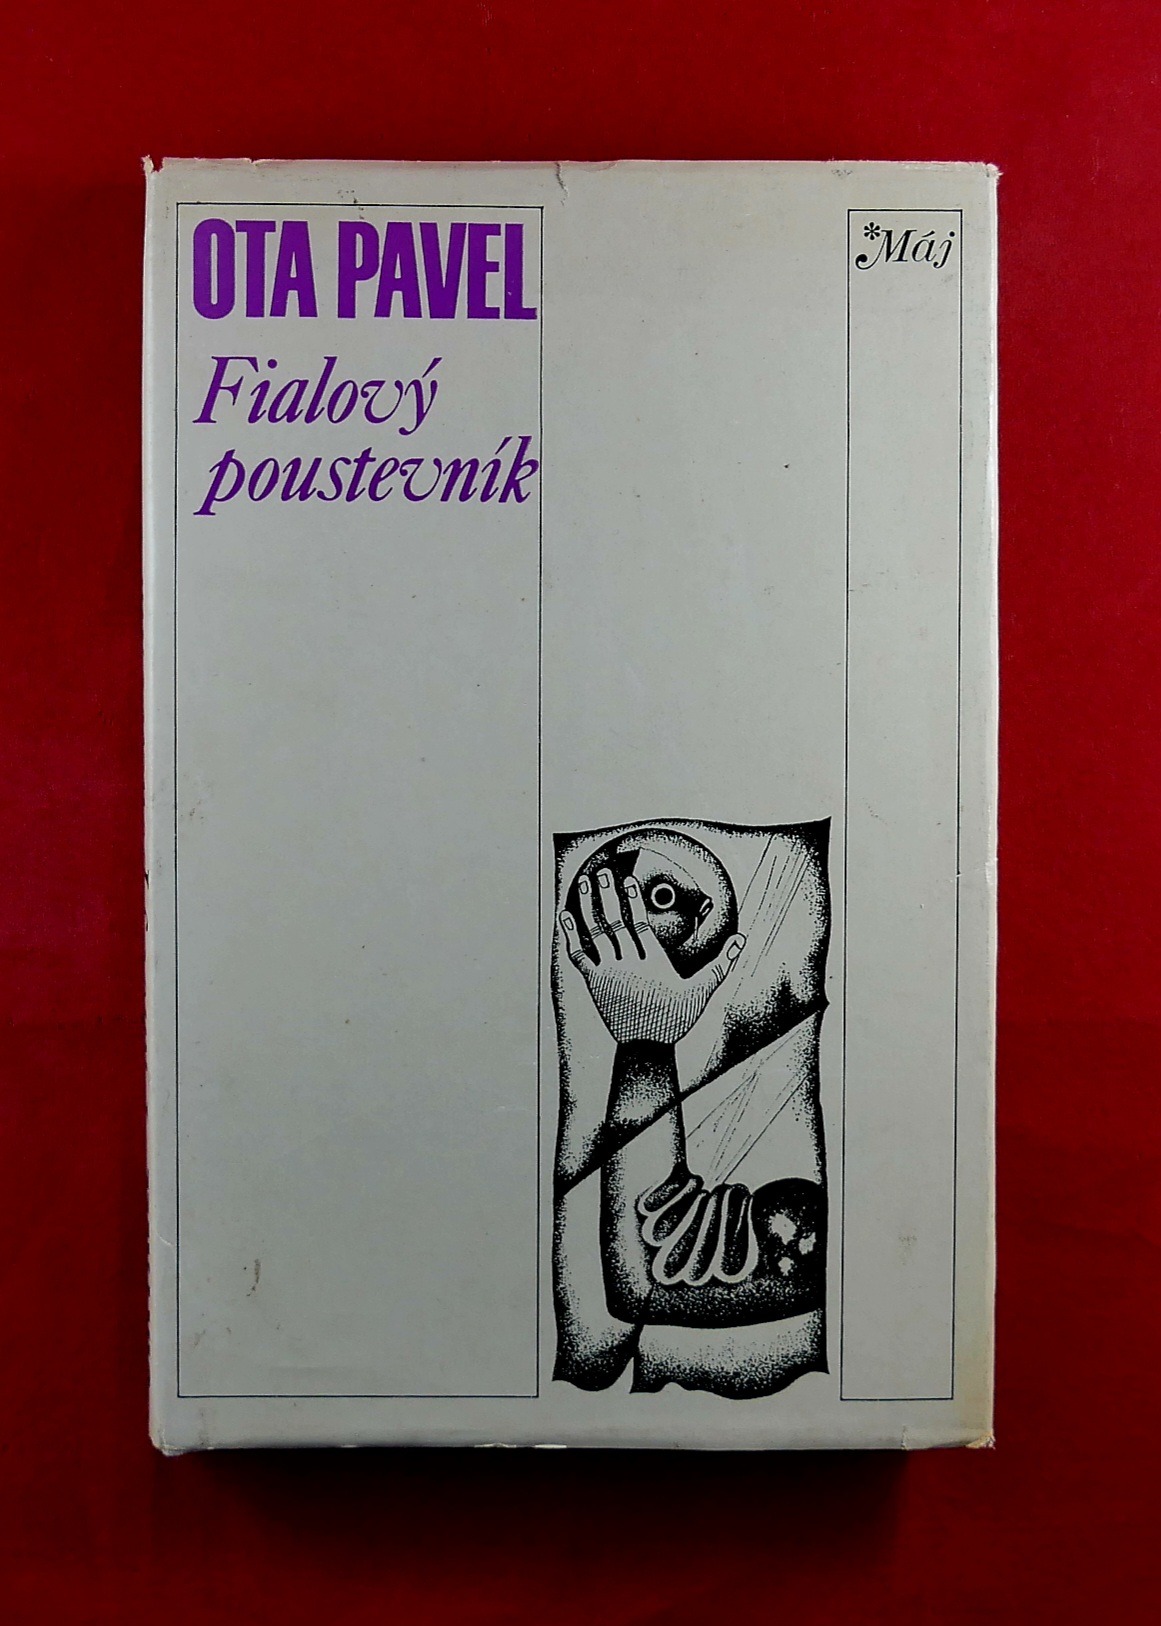 OTA PAVEL
Fialový
poustevník
*Máj